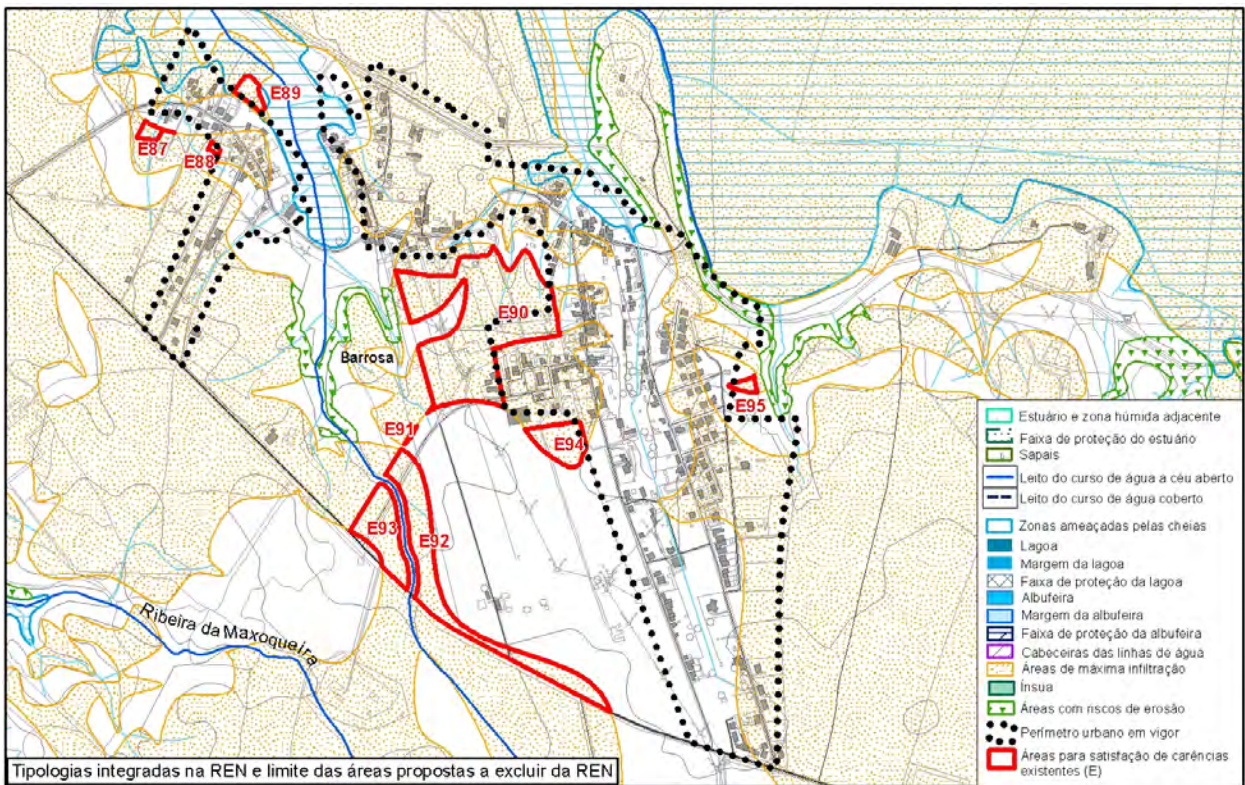 E89
E87
E88
E90
Barrosa
E95
E91
E94
E93
E92
Ribeira da Maxoqueira
Estuário e zona húmida adjacente
Faixa de proteção do estuário
Sapais
Leito do curso de água a céu aberto
Leito do curso de água coberto
Zonas ameaçadas pelas cheias
Lagoa
Margem da lagoa
Faixa de proteção da lagoa
Albufeira
Margem da albufeira
Faixa de proteção da albufeira
Cabeceiras das linhas de água
Áreas de máxima infiltração
Ínsua
Áreas com riscos de erosão
Perímetro urbano em vigor
Áreas para satisfação de carências
existentes (E)
Tipologias integradas na REN e limite das áreas propostas a excluir da REN